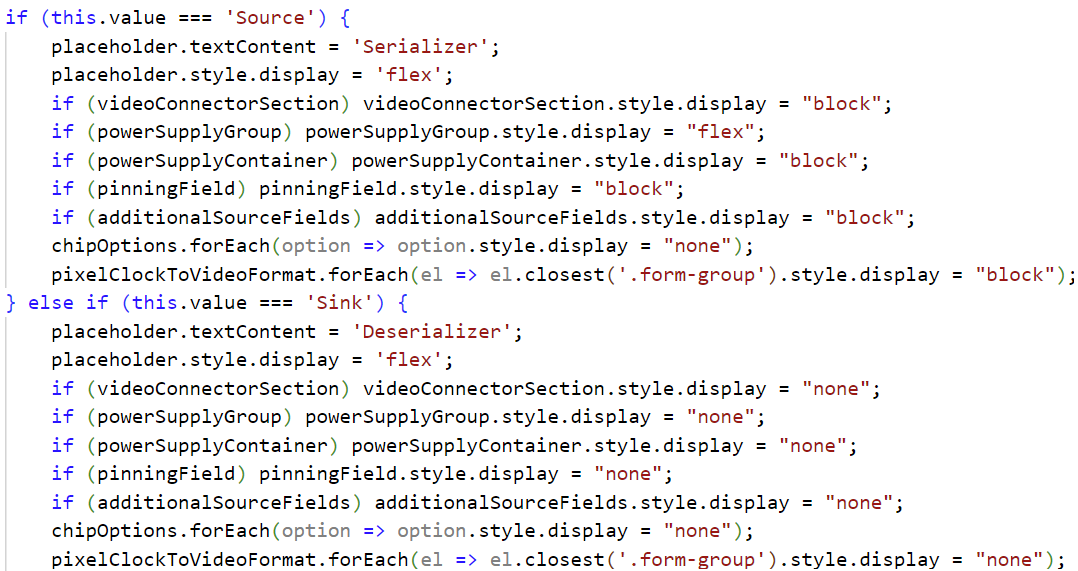 if (this.value === 'Source') {
    placeholder.textContent = 'Serializer';
    placeholder.style.display = 'flex';
    if (videoConnectorSection) videoConnectorSection.style.display = "block";
    if (powerSupplyGroup) powerSupplyGroup.style.display = "flex";
    if (powerSupplyContainer) powerSupplyContainer.style.display = "block";
    if (pinningField) pinningField.style.display = "block";
    if (additionalSourceFields) additionalSourceFields.style.display = "block";
    chipOptions.forEach(option => option.style.display = "none");
    pixelClockToVideoFormat.forEach(el => el.closest('.form-group').style.display = "block");
} else if (this.value === 'Sink') {
    placeholder.textContent = 'Deserializer';
    placeholder.style.display = 'flex';
    if (videoConnectorSection) videoConnectorSection.style.display = "none";
    if (powerSupplyGroup) powerSupplyGroup.style.display = "none";
    if (powerSupplyContainer) powerSupplyContainer.style.display = "none";
    if (pinningField) pinningField.style.display = "none";
    if (additionalSourceFields) additionalSourceFields.style.display = "none";
    chipOptions.forEach(option => option.style.display = "none");
    pixelClockToVideoFormat.forEach(el => el.closest('.form-group').style.display = "none");